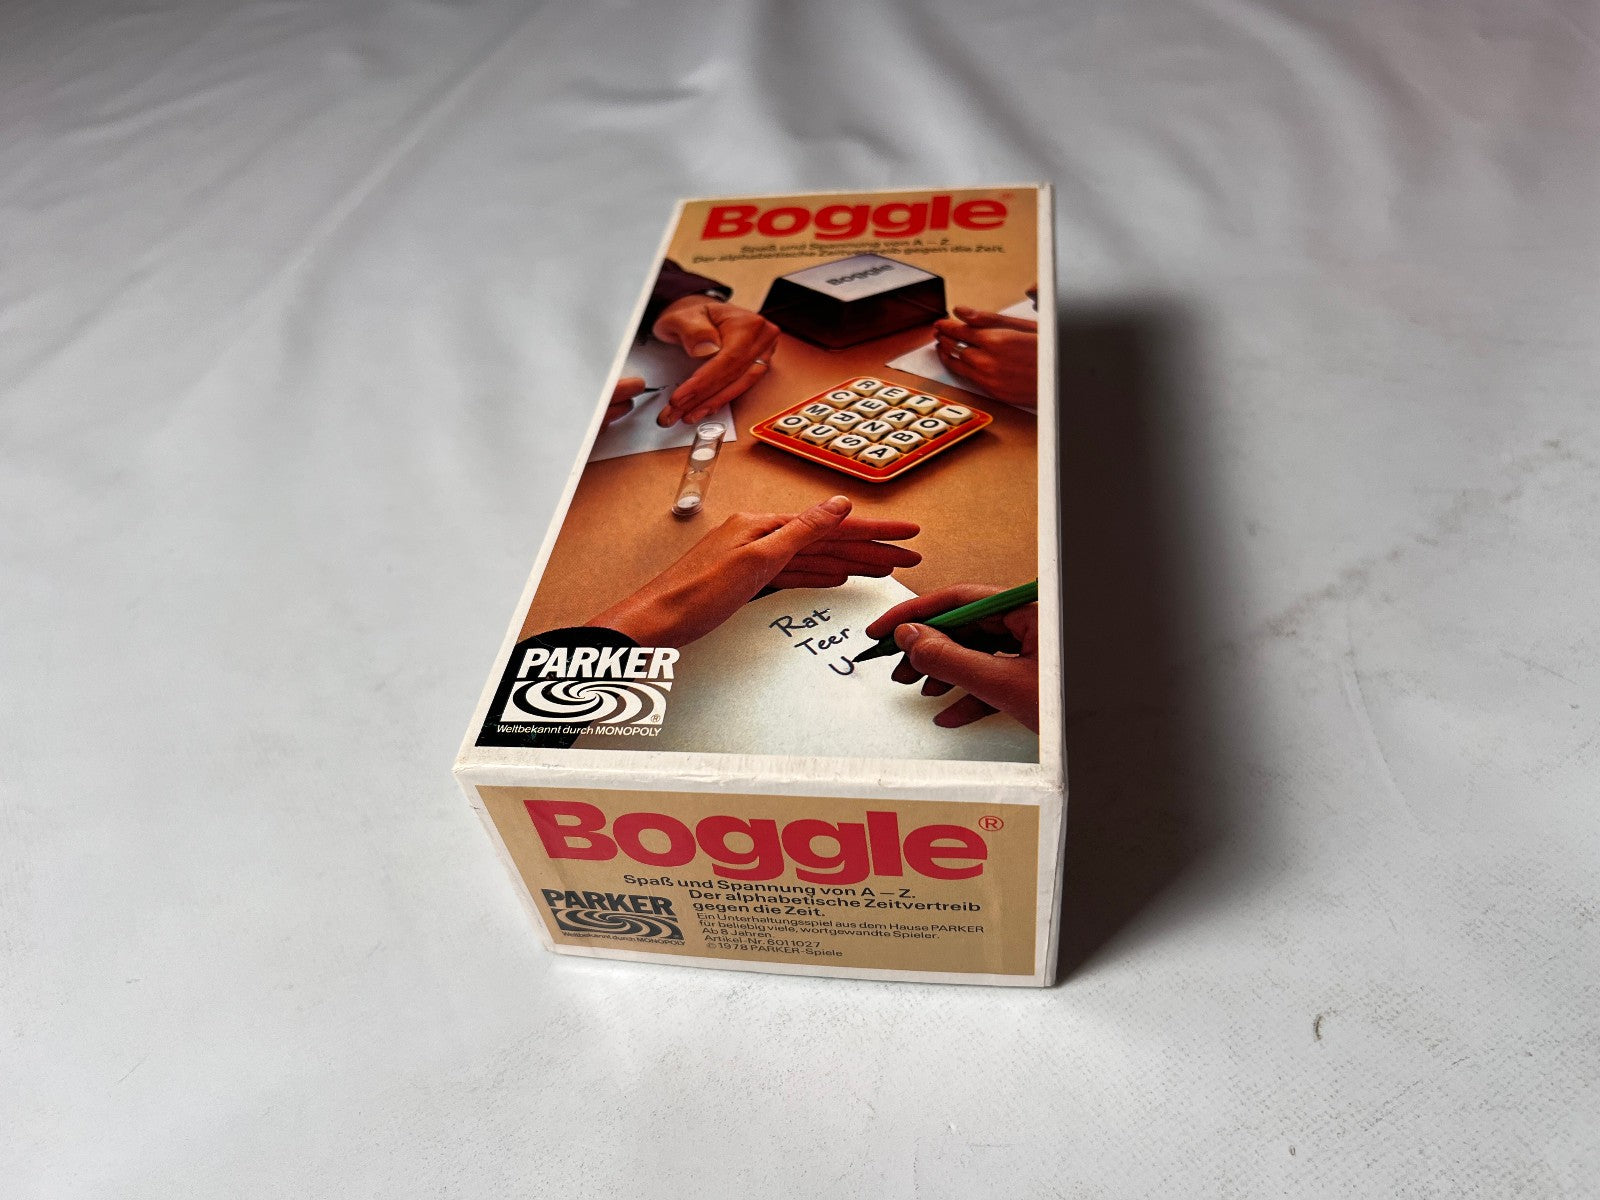 Boggle®
Spaß und Spannung von A – Z.
Der alphabetische Zeitvertreib gegen die Zeit.
Boggle
R E T I
C E A O
M R N B
O U S A
Rat
Teer
U
PARKER
®
Weltbekannt durch MONOPOLY
Boggle®
Spaß und Spannung von A – Z.
Der alphabetische Zeitvertreib
gegen die Zeit.
Ein Unterhaltungsspiel aus dem Hause PARKER
für beliebig viele, wortgewandte Spieler.
Ab 8 Jahren
Artikel-Nr. 6011027
©1978 PARKER-Spiele
PARKER
Weltbekannt durch MONOPOLY